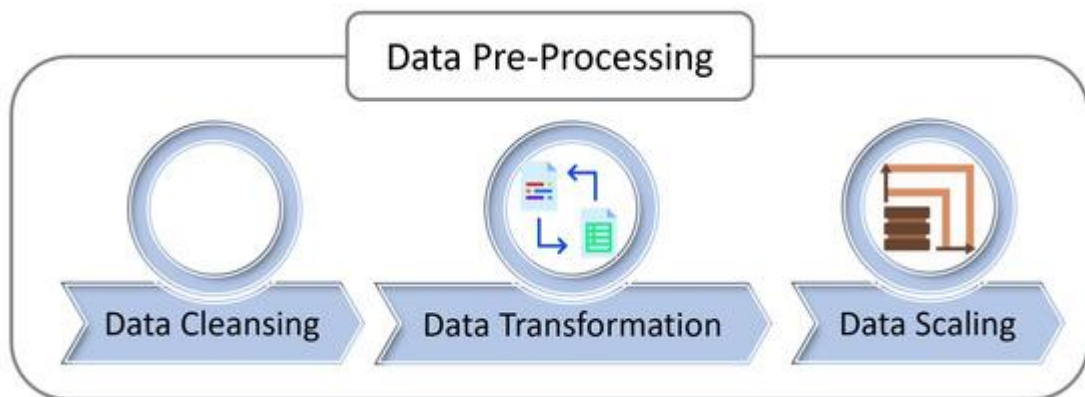 Data Pre-Processing
Data Cleansing
Data Transformation
Data Scaling